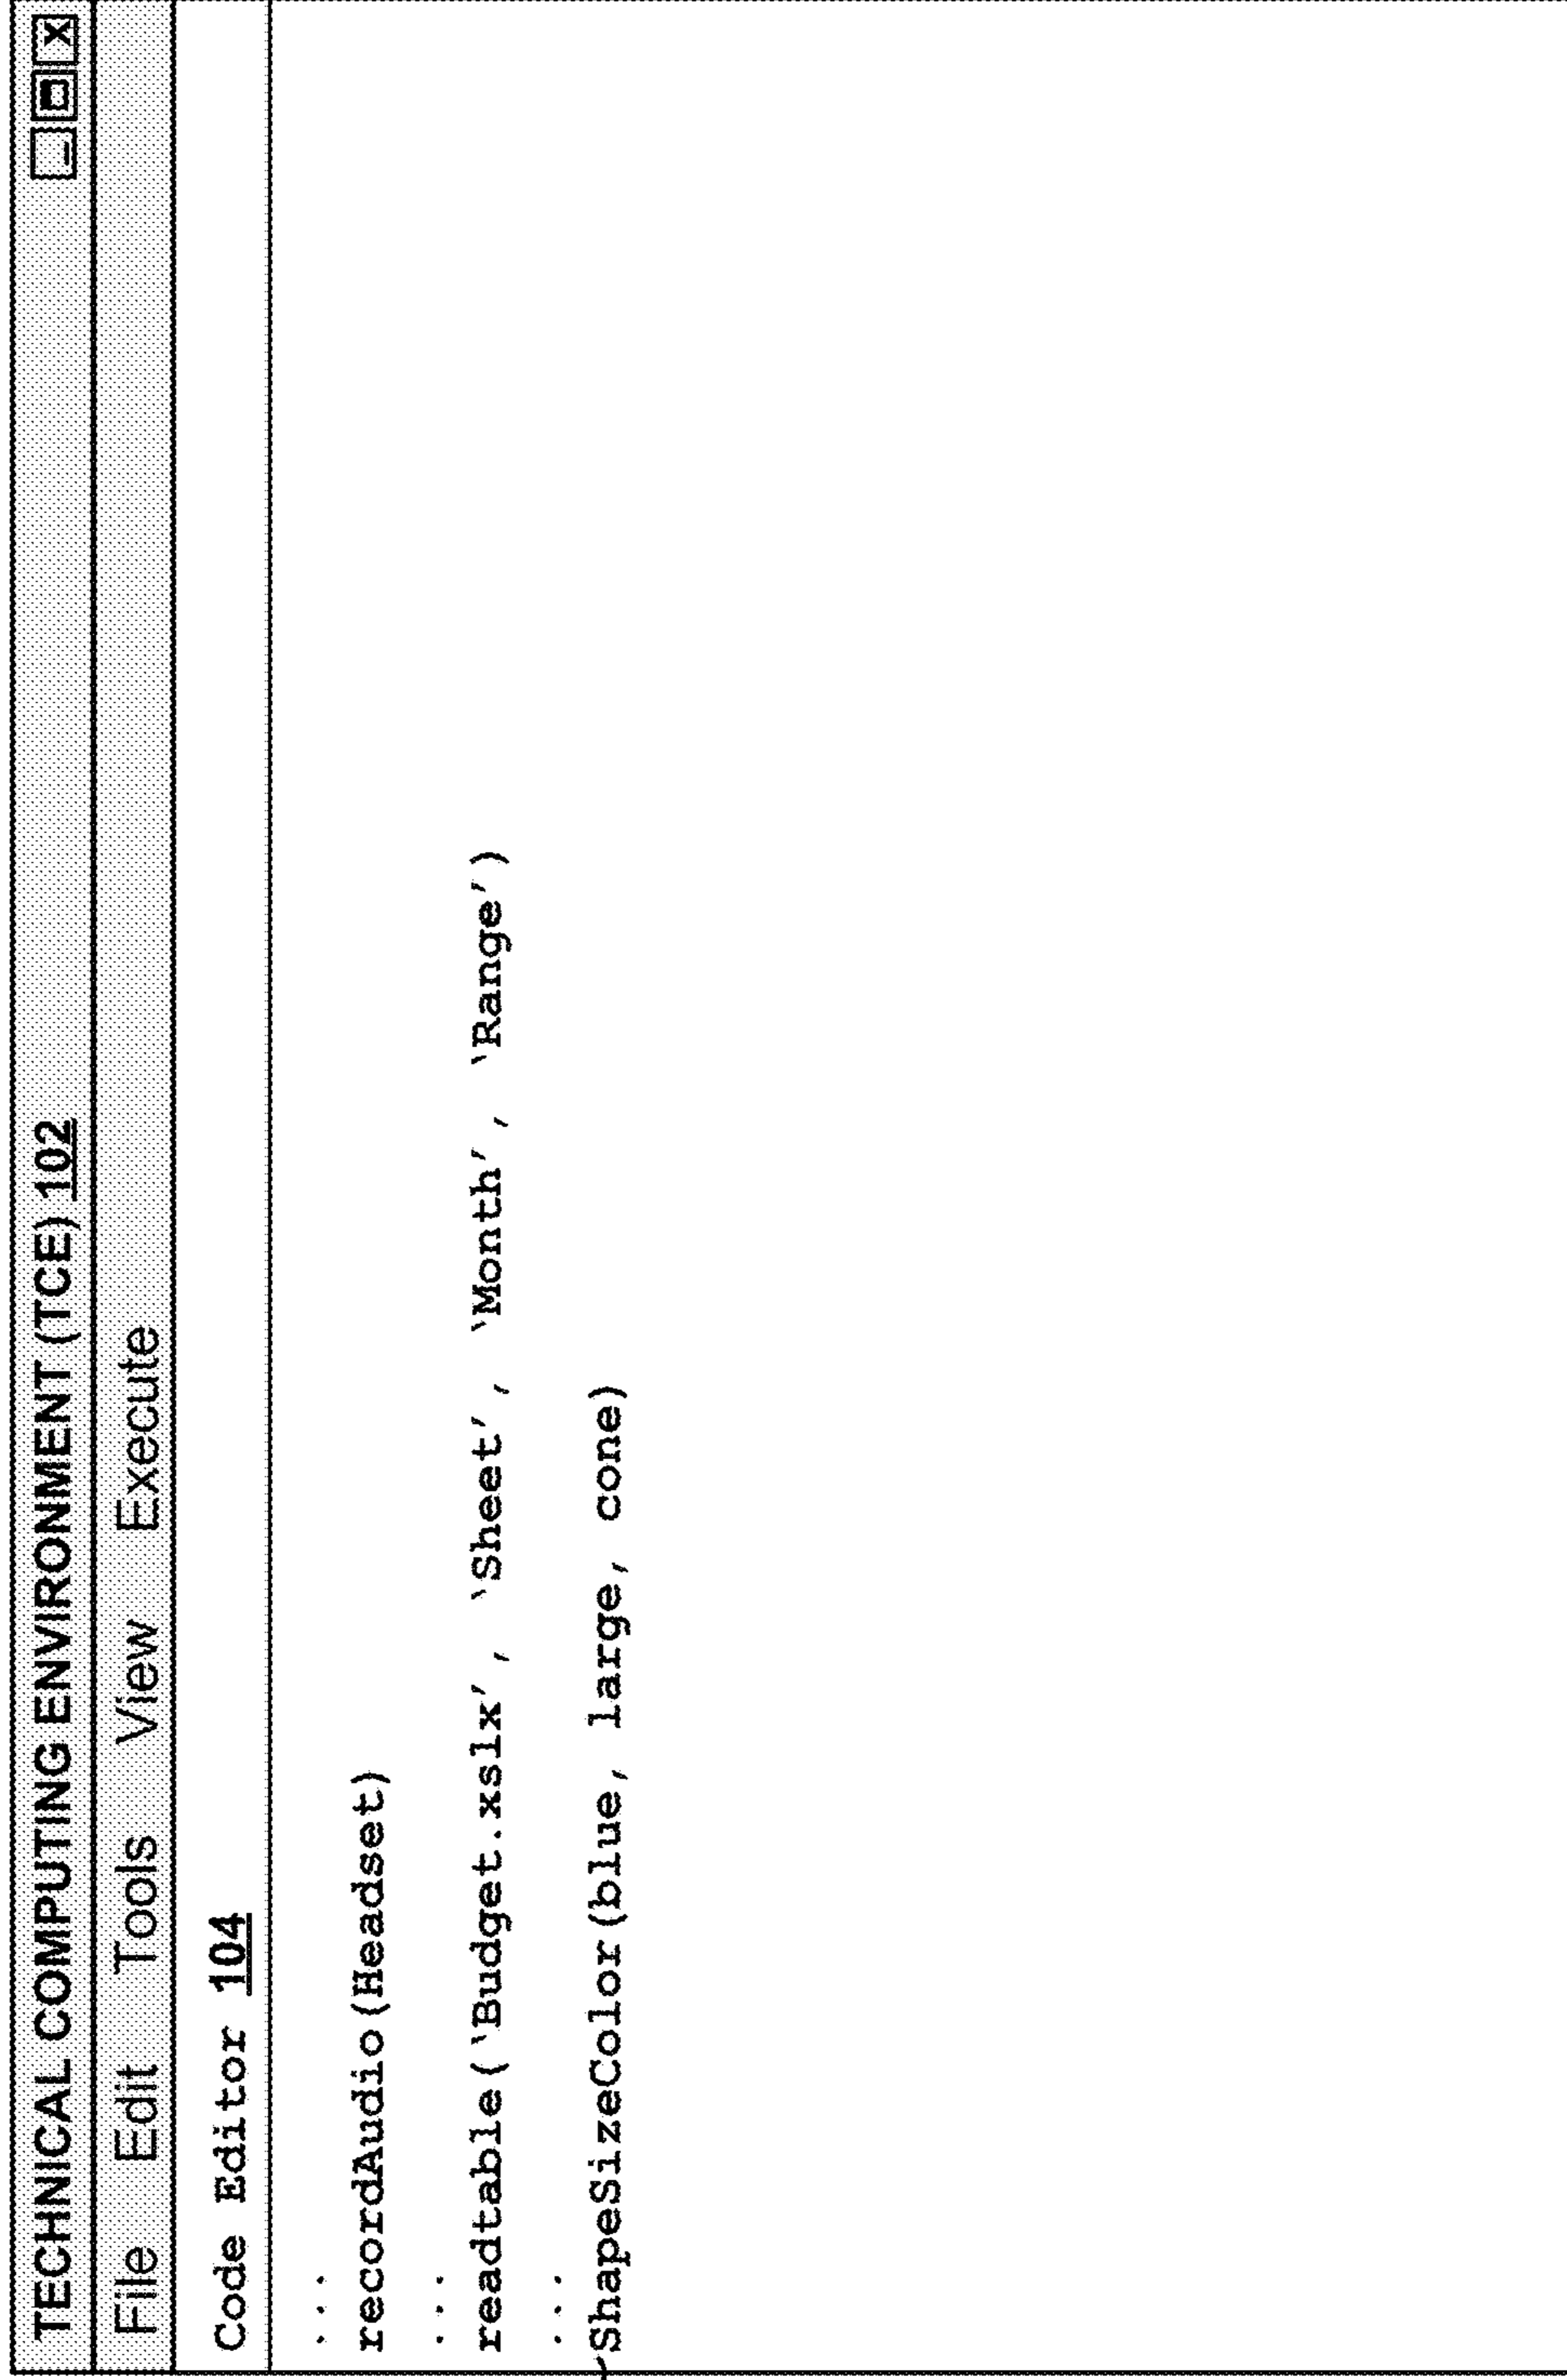 TECHNICAL COMPUTING ENVIRONMENT (TCE) 102
File Edit Tools View Execute
Code Editor 104
...
recordAudio(Headset)
...
readtable(‘Budget.xslx’, ‘Sheet’, ‘Month’, ‘Range’)
...
ShapeSizeColor(blue, large, cone)